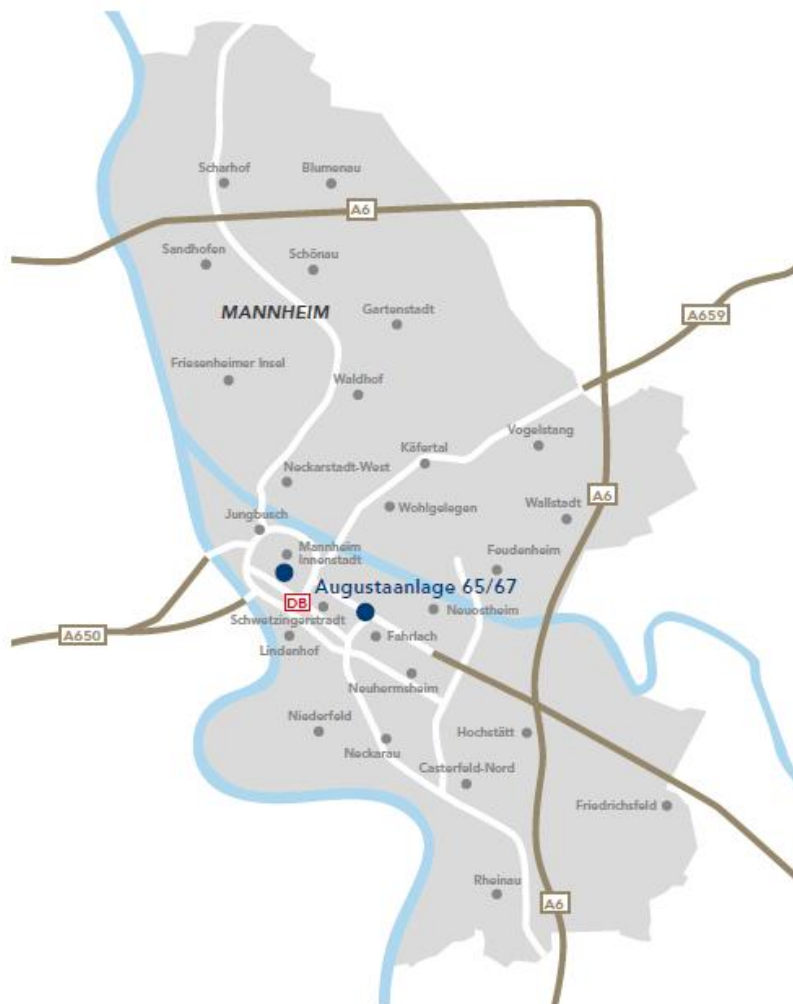 Scharhof
Blumenau
A6
Sandhofen
Schönau
MANNHEIM
Gartenstadt
A659
Friesenheimer Insel
Waldhof
Vogelstang
Käfertal
Neckarstadt-West
A6
Wohlgelegen
Wallstadt
Jungbusch
Mannheim
Innenstadt
Feudenheim
Augustaanlage 65/67
DB
Neuostheim
Schwetzingerstradt
A650
Fahrlach
Lindenhof
Neuhermsheim
Niederfeld
Hochstätt
Neckarau
Casterfeld-Nord
Friedrichsfeld
Rheinau
A6